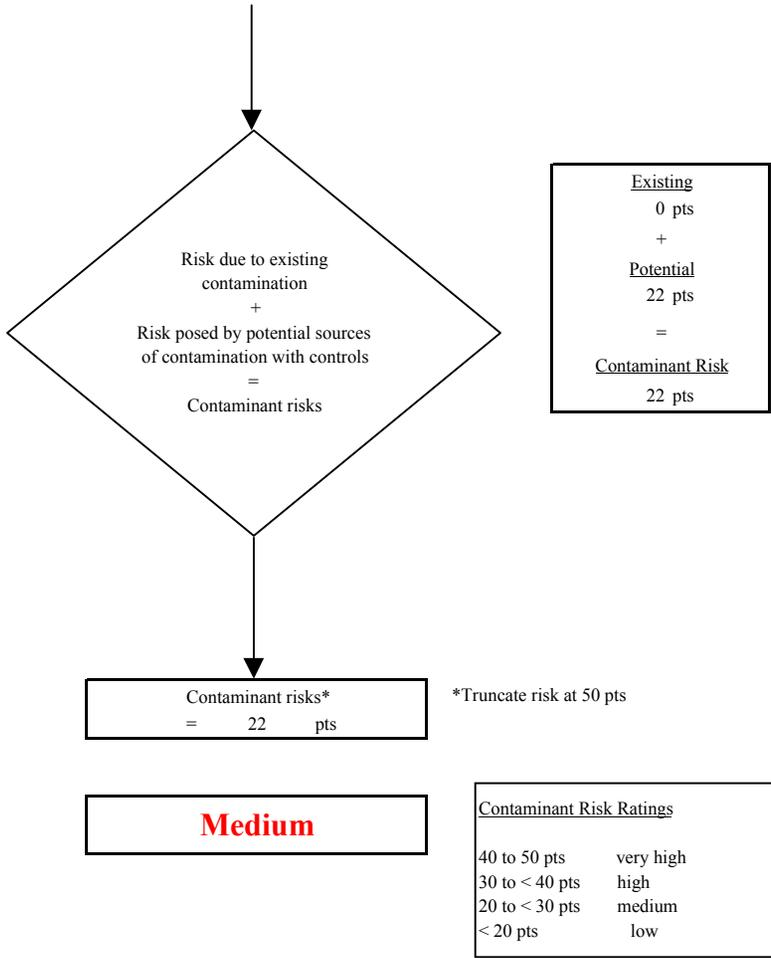 Risk due to existing
contamination
+
Risk posed by potential sources
of contamination with controls
=
Contaminant risks
Existing
0 pts
+
Potential
22 pts
=
Contaminant Risk
22 pts
Contaminant risks*
= 22 pts
*Truncate risk at 50 pts
Medium
Contaminant Risk Ratings
40 to 50 pts very high
30 to < 40 pts high
20 to < 30 pts medium
< 20 pts low